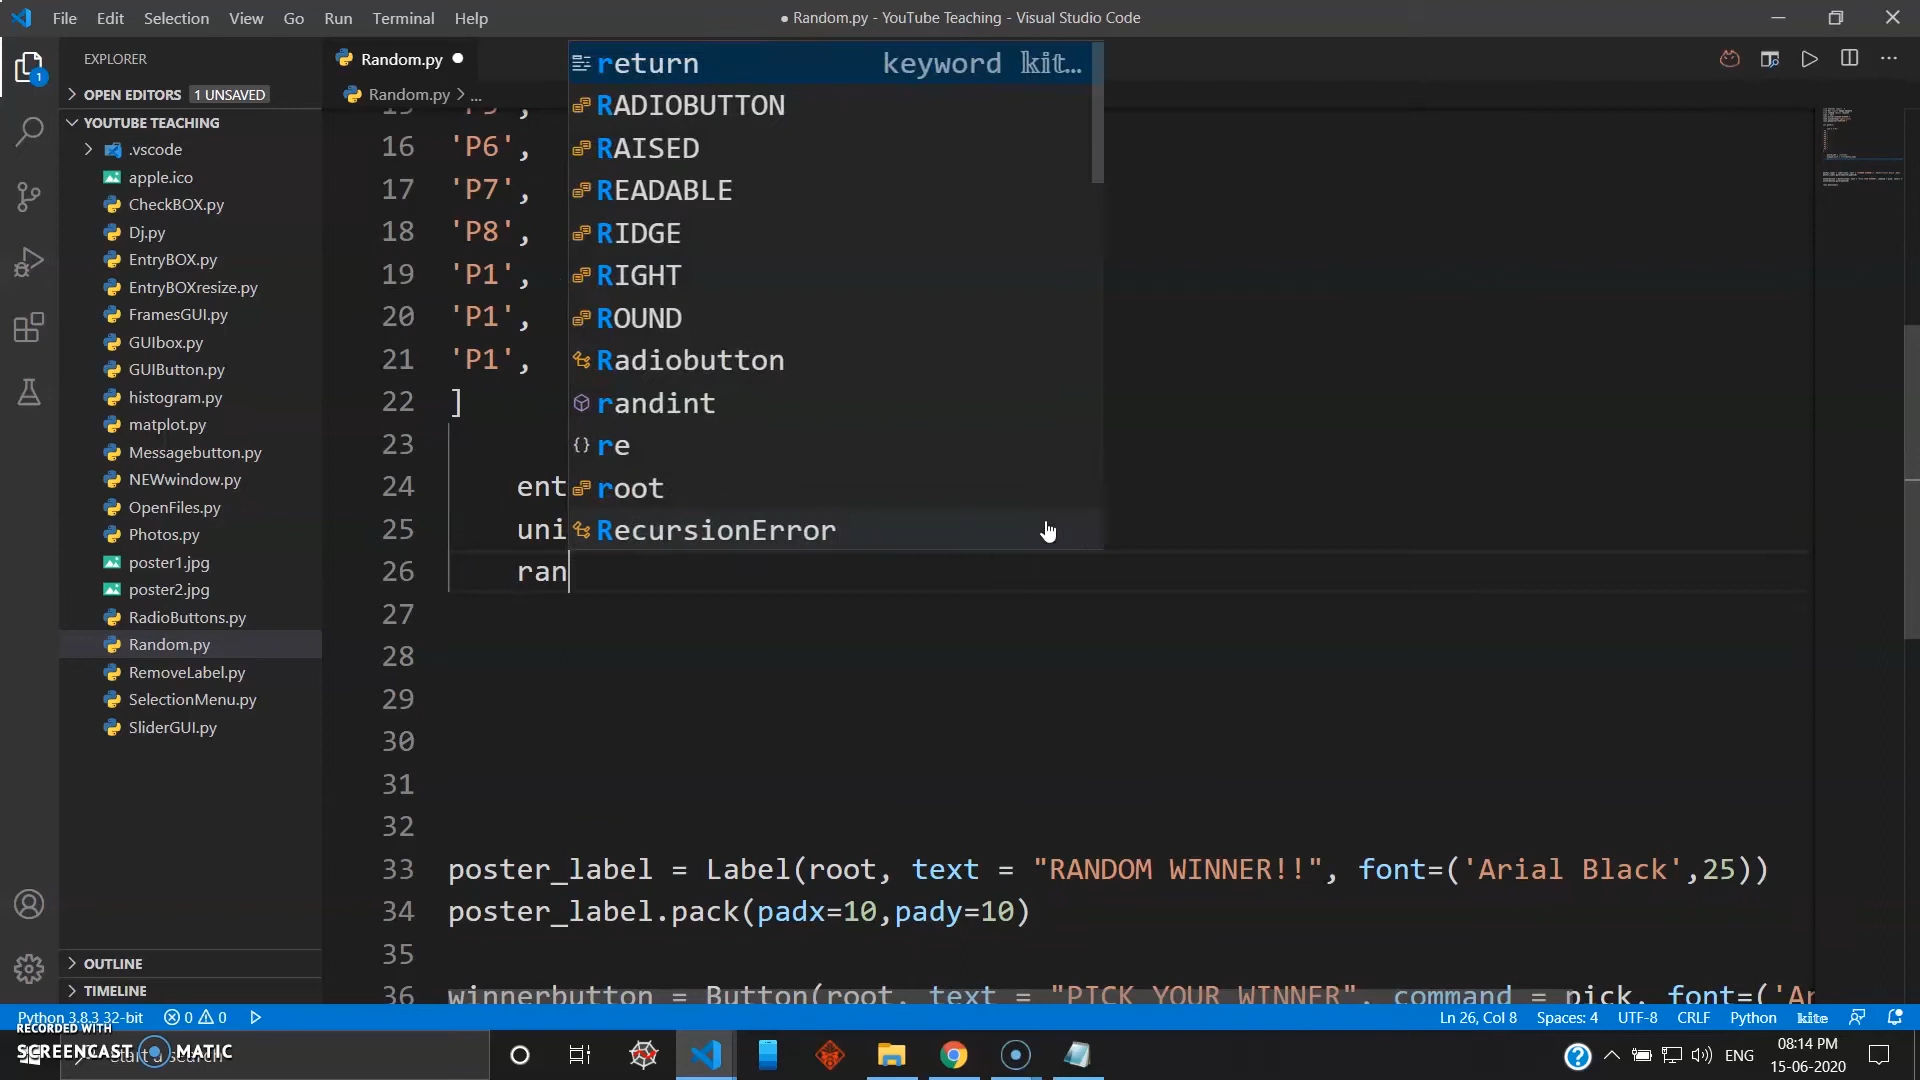 File Edit Selection View Go Run Terminal Help
● Random.py - YouTube Teaching - Visual Studio Code
EXPLORER
OPEN EDITORS 1 UNSAVED
YOUTUBE TEACHING
.vscode
apple.ico
CheckBOX.py
Dj.py
EntryBOX.py
EntryBOXresize.py
FramesGUI.py
GUIbox.py
GUIButton.py
histogram.py
matplot.py
Messagebutton.py
NEWwindow.py
OpenFiles.py
Photos.py
poster1.jpg
poster2.jpg
RadioButtons.py
Random.py
RemoveLabel.py
SelectionMenu.py
SliderGUI.py
OUTLINE
TIMELINE
1
Random.py ●
Random.py > ...
return keyword kit...
RADIOBUTTON
RAISED
READABLE
RIDGE
RIGHT
ROUND
Radiobutton
randint
re
root
RecursionError
16 'P6',
17 'P7',
18 'P8',
19 'P1',
20 'P1',
21 'P1',
22 ]
23
24 ent
25 uni
26 ran
27
28
29
30
31
32
33 poster_label = Label(root, text = "RANDOM WINNER!!", font=('Arial Black',25))
34 poster_label.pack(padx=10,pady=10)
35
36 winnerbutton = Button(root, text = "PICK YOUR WINNER", command = pick, font=('Ar
Python 3.8.3 32-bit 0 0 Ln 26, Col 8 Spaces: 4 UTF-8 CRLF Python kite
RECORDED WITH
SCREENCAST MATIC
Start a search
ENG
08:14 PM
15-06-2020